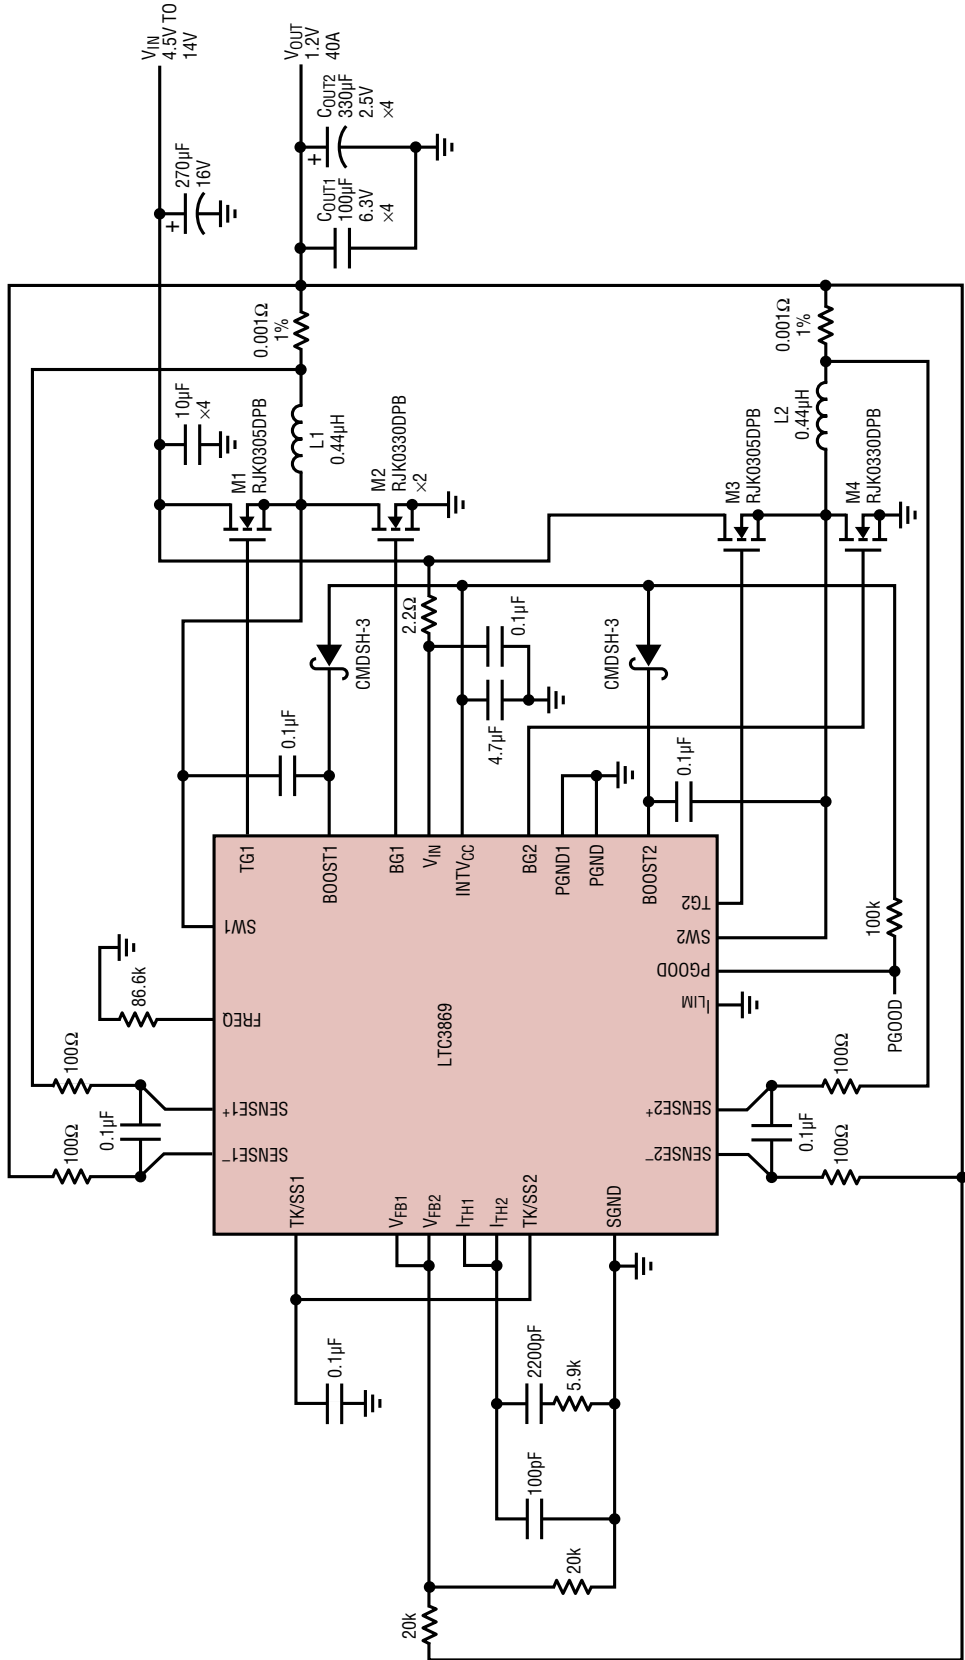 VIN
4.5V TO
14V
VOUT
1.2V
40A
270µF
16V
+
COUT2
330µF
2.5V
×4
+
COUT1
100µF
6.3V
×4
0.001Ω
1%
0.001Ω
1%
10µF
×4
M1
RJK0305DPB
L1
0.44µH
M2
RJK0330DPB
×2
L2
0.44µH
M3
RJK0305DPB
M4
RJK0330DPB
2.2Ω
0.1µF
4.7µF
CMDSH-3
CMDSH-3
0.1µF
0.1µF
TG1
BOOST1
BG1
VIN
INTVCC
BG2
PGND1
PGND
BOOST2
SW1
FREQ
SENSE1+
SENSE1–
TG2
SW2
PGOOD
ILIM
SENSE2+
SENSE2–
LTC3869
86.6k
100Ω
0.1µF
100Ω
100k
PGOOD
100Ω
0.1µF
100Ω
TK/SS1
VFB1
VFB2
ITH1
ITH2
TK/SS2
SGND
0.1µF
2200pF
5.9k
100pF
20k
20k